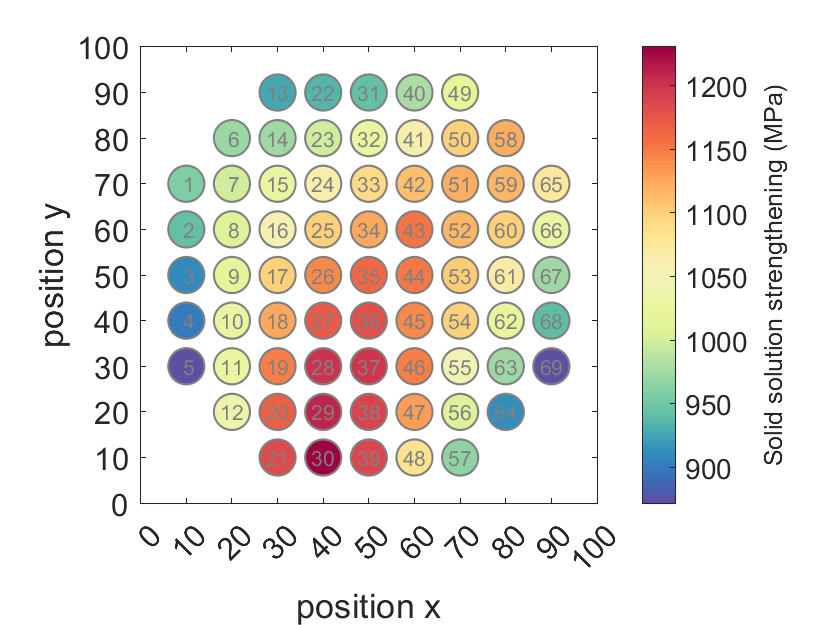 100
90
80
70
60
50
40
30
20
10
0
position y
13 22 31 40 49
6 14 23 32 41 50 58
1 7 15 24 33 42 51 59 65
2 8 16 25 34 43 52 60 66
3 9 17 26 35 44 53 61 67
4 10 18 27 36 45 54 62 68
5 11 19 28 37 46 55 63 69
12 20 29 38 47 56 64
21 30 39 48 57
0 10 20 30 40 50 60 70 80 90 100
position x
1200
1150
1100
1050
1000
950
900
Solid solution strengthening (MPa)